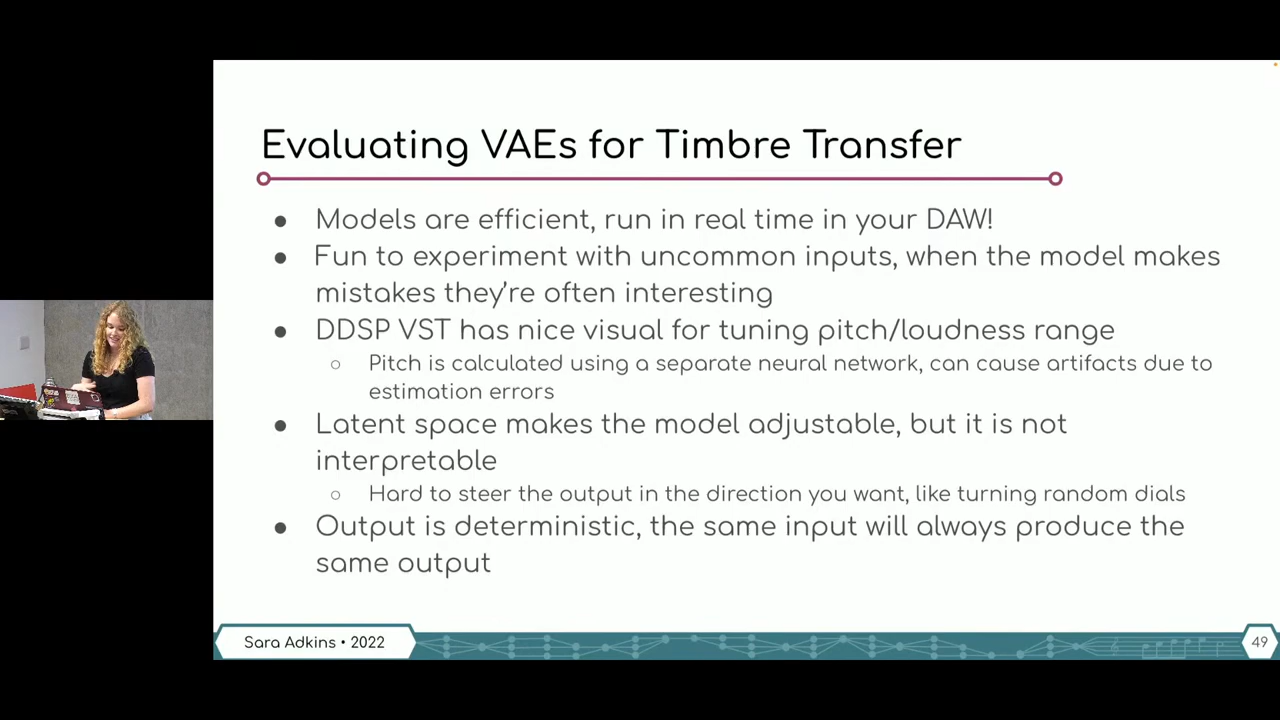 Evaluating VAEs for Timbre Transfer
● Models are efficient, run in real time in your DAW!
● Fun to experiment with uncommon inputs, when the model makes
mistakes they're often interesting
● DDSP VST has nice visual for tuning pitch/loudness range
○ Pitch is calculated using a separate neural network, can cause artifacts due to
estimation errors
● Latent space makes the model adjustable, but it is not
interpretable
○ Hard to steer the output in the direction you want, like turning random dials
● Output is deterministic, the same input will always produce the
same output
Sara Adkins • 2022
49